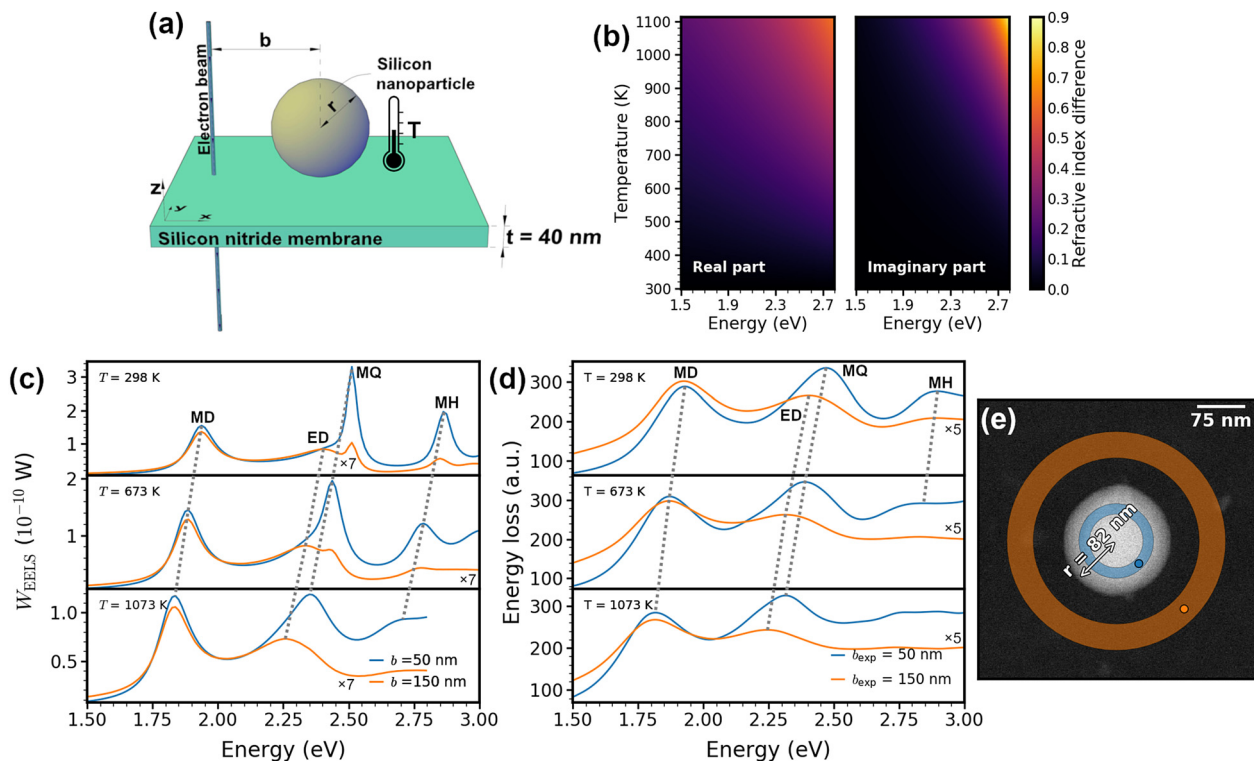 (a)
b
Electron beam
Silicon
nanoparticle
r
T
z
y
x
Silicon nitride membrane
t = 40 nm
(b)
Temperature (K)
1100
1000
900
800
700
600
500
400
300
Real part
Imaginary part
1.5 1.9 2.3 2.7
1.5 1.9 2.3 2.7
Energy (eV)
Energy (eV)
0.9
0.8
0.7
0.6
0.5
0.4
0.3
0.2
0.1
0.0
Refractive index difference
(c)
W_EELS (10^-10 W)
T = 298 K
MD
ED
MQ
MH
×7
3
2
1
T = 673 K
×7
2
1
T = 1073 K
1.0
0.5
b = 50 nm
b = 150 nm
×7
1.50 1.75 2.00 2.25 2.50 2.75 3.00
Energy (eV)
(d)
Energy loss (a.u.)
T = 298 K
MD
ED
MQ
MH
×5
300
200
100
T = 673 K
×5
300
200
100
T = 1073 K
×5
300
200
100
b_exp = 50 nm
b_exp = 150 nm
1.50 1.75 2.00 2.25 2.50 2.75 3.00
Energy (eV)
(e)
75 nm
r = 82 nm